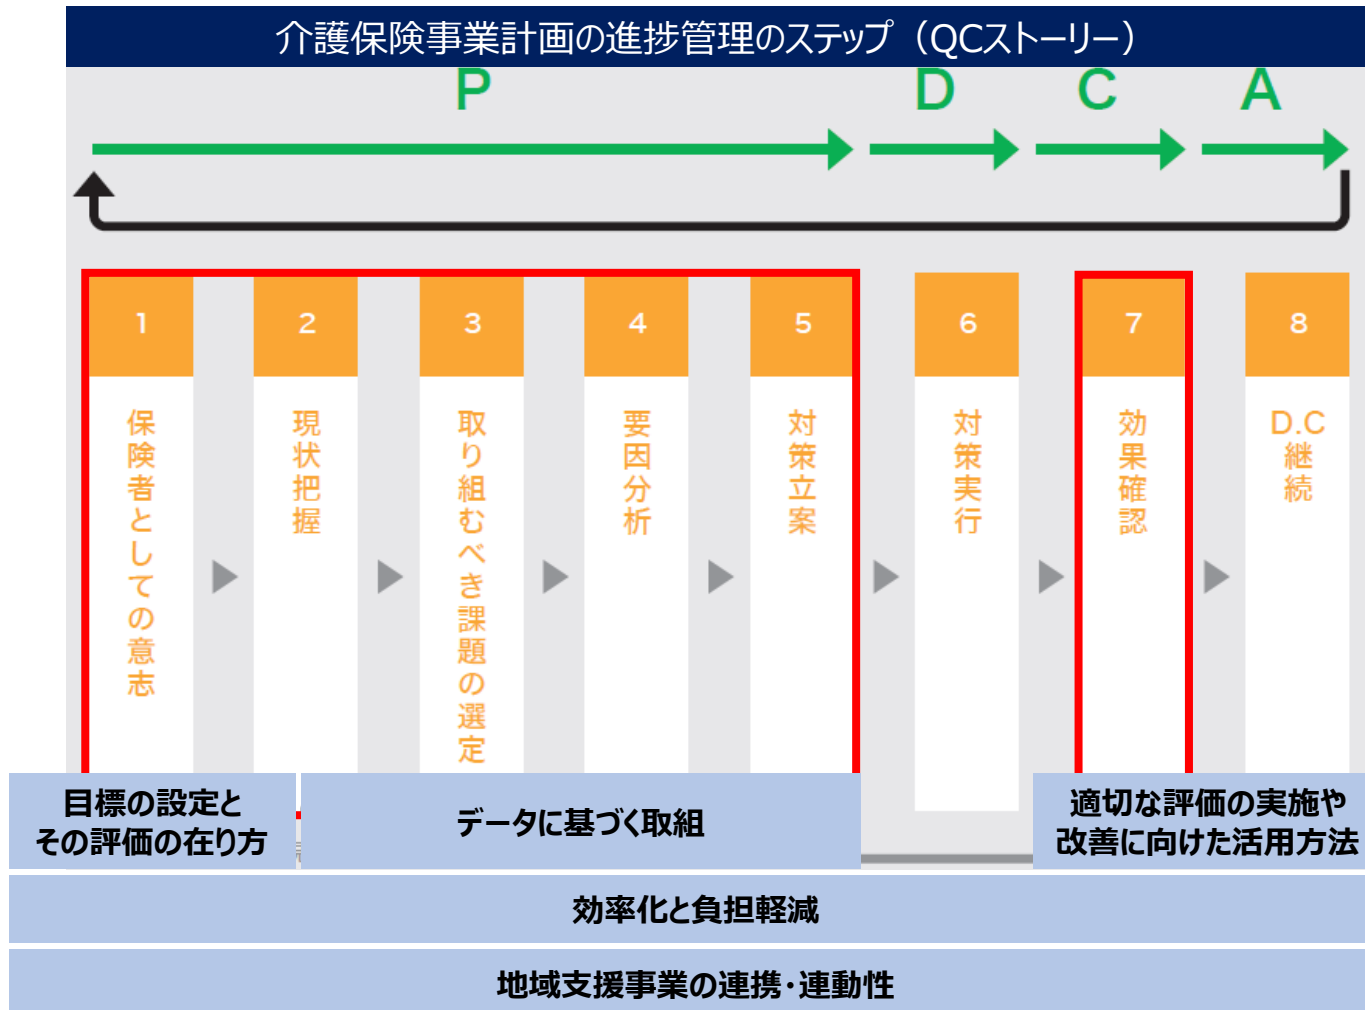 介護保険事業計画の進捗管理のステップ（QCストーリー）
P
D
C
A
1
保険者としての意志
2
現状把握
3
取り組むべき課題の選定
4
要因分析
5
対策立案
6
対策実行
7
効果確認
8
D.C
継続
目標の設定と
その評価の在り方
データに基づく取組
適切な評価の実施や
改善に向けた活用方法
効率化と負担軽減
地域支援事業の連携・連動性